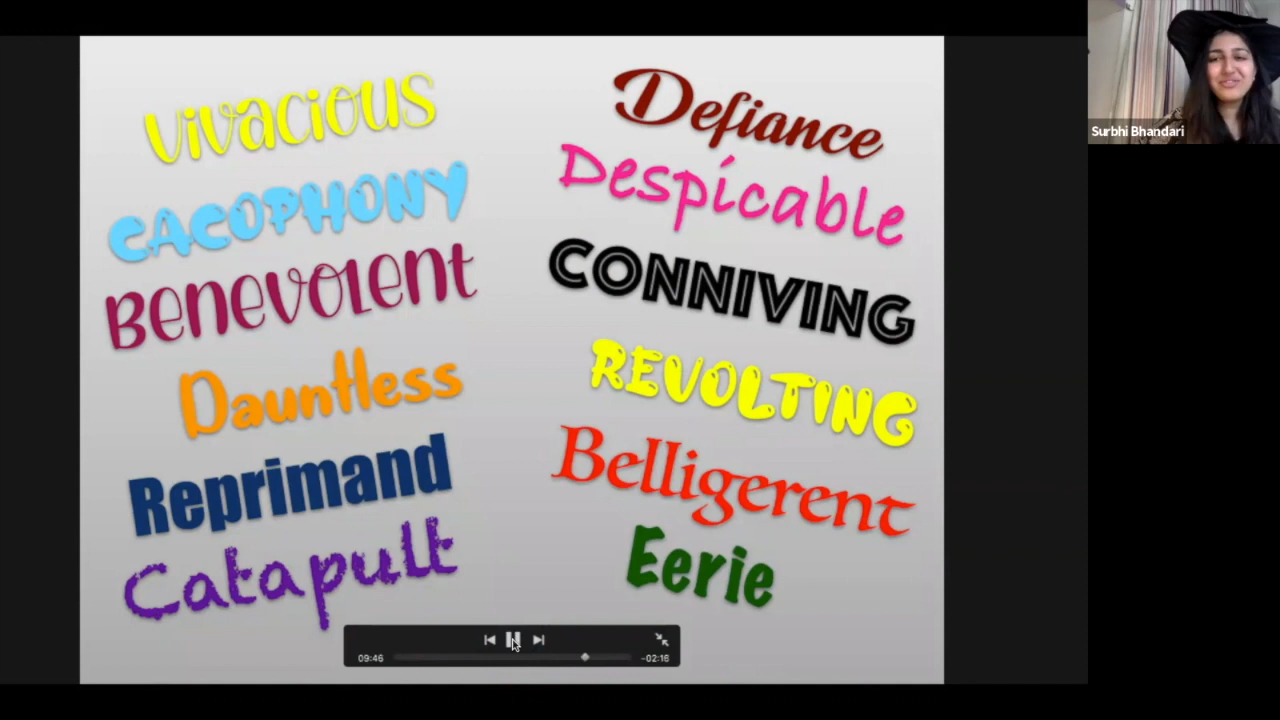 Vivacious
CACOPHONY
Benevolent
Dauntless
Reprimand
Catapult
Defiance
Despicable
CONNIVING
REVOLTING
Belligerent
Eerie
09:46
-02:16
Surbhi Bhandari